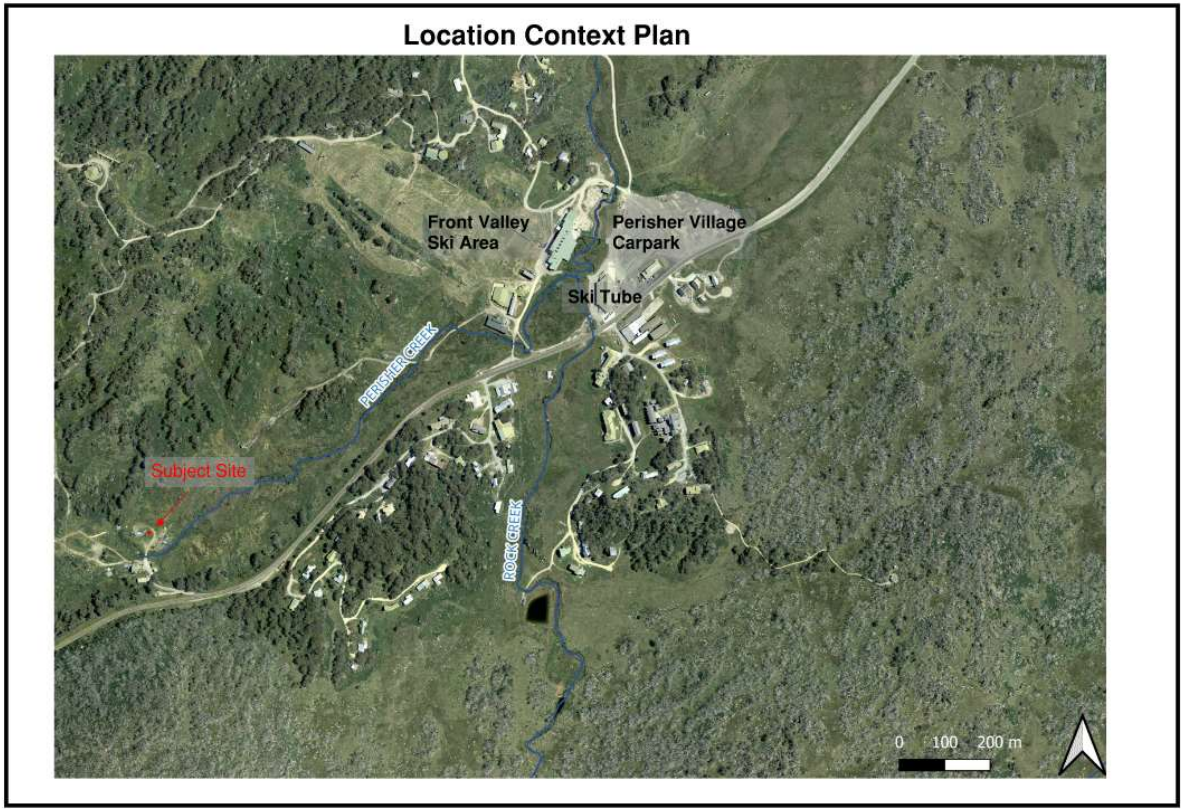 Location Context Plan
Front Valley
Ski Area
Perisher Village
Carpark
Ski Tube
PERISHER CREEK
Subject Site
ROCK CREEK
0 100 200 m